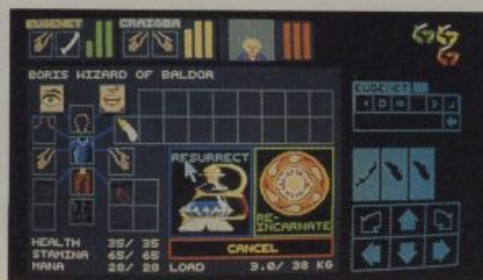 EUGENET
CRAIGBA
BORIS WIZARD OF BALDOR
EUGENET
RESURRECT
RE-
INCARNATE
CANCEL
HEALTH 35/ 35
STAMINA 65/ 65
MANA 28/ 28 LOAD 3.0/ 38 KG